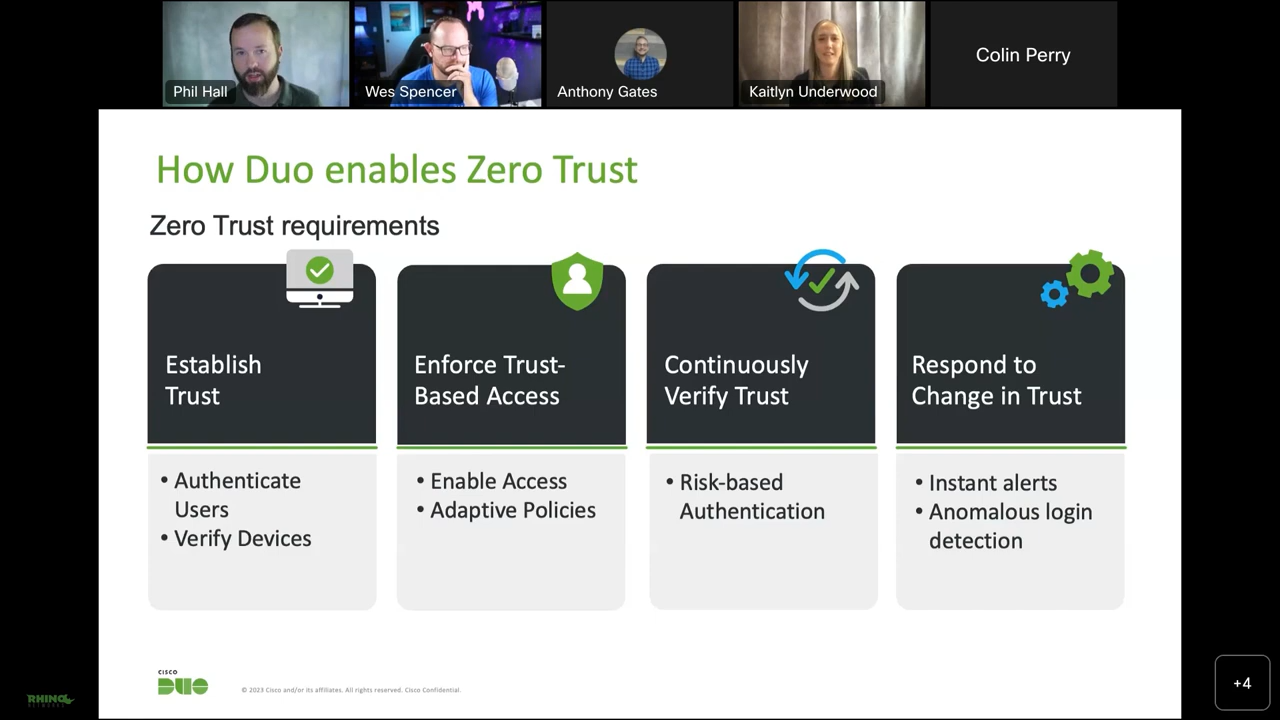 Phil Hall
Wes Spencer
Anthony Gates
Kaitlyn Underwood
Colin Perry
How Duo enables Zero Trust
Zero Trust requirements
Establish
Trust
• Authenticate
Users
• Verify Devices
Enforce Trust-
Based Access
• Enable Access
• Adaptive Policies
Continuously
Verify Trust
• Risk-based
Authentication
Respond to
Change in Trust
• Instant alerts
• Anomalous login
detection
CISCO
DUO
© 2023 Cisco and/or its affiliates. All rights reserved. Cisco Confidential.
RHINO
NETWORKS
+4